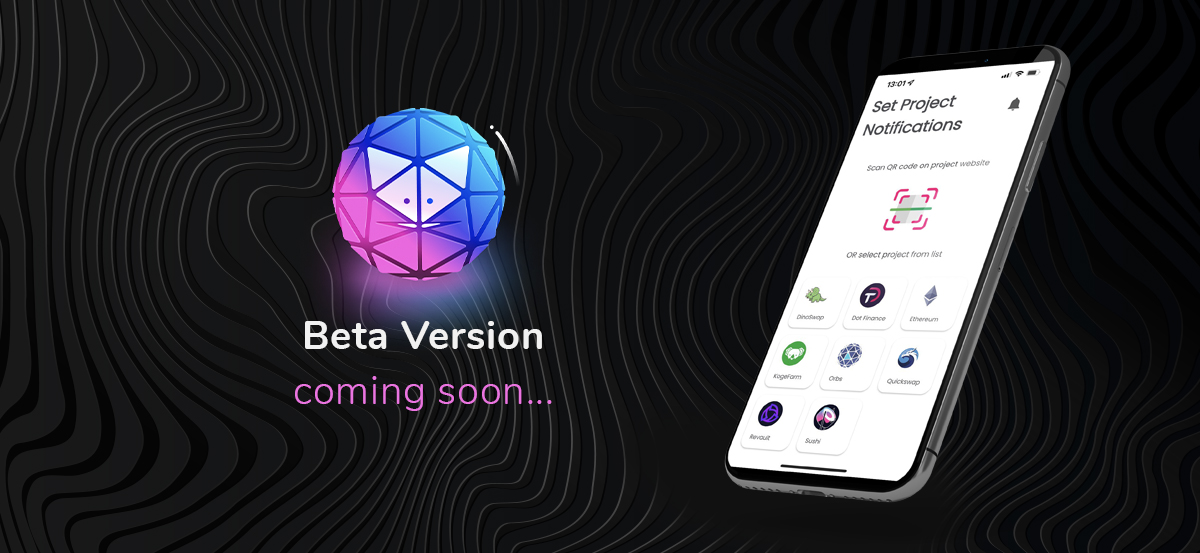 Beta Version
coming soon...
13:01
Set Project
Notifications
Scan QR code on project website
OR select project from list
DinoSwap
Dot Finance
Ethereum
KogeFarm
Orbs
Quickswap
Revault
Sushi